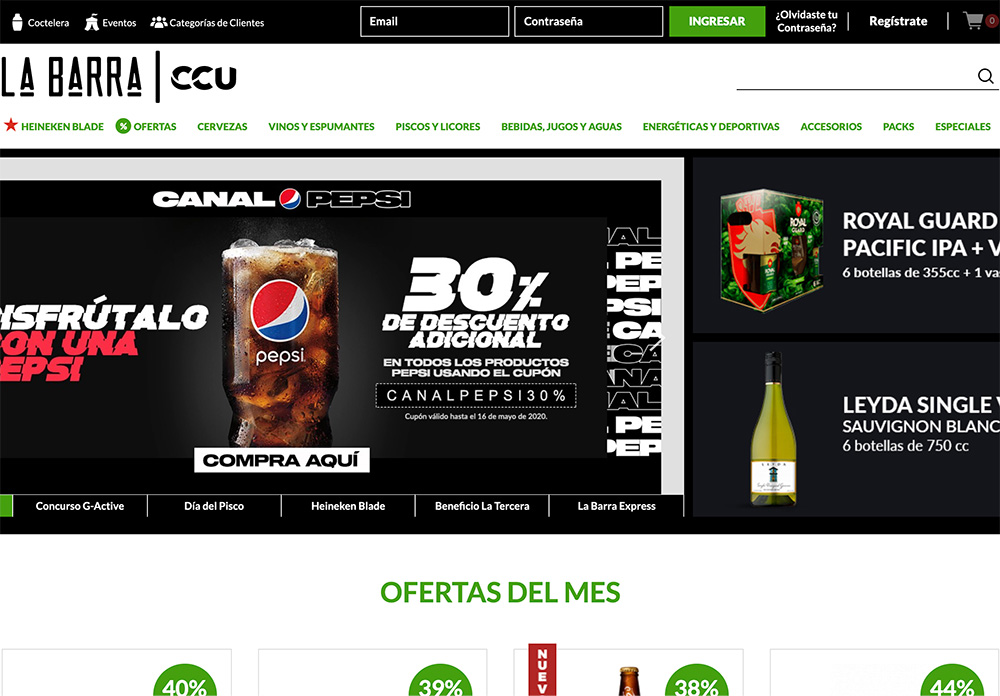 Coctelera
Eventos
Categorías de Clientes
Email
Contraseña
INGRESAR
¿Olvidaste tu
Contraseña?
Regístrate
0
LA BARRA | CCU
HEINEKEN BLADE
% OFERTAS
CERVEZAS
VINOS Y ESPUMANTES
PISCOS Y LICORES
BEBIDAS, JUGOS Y AGUAS
ENERGÉTICAS Y DEPORTIVAS
ACCESORIOS
PACKS
ESPECIALES
CANAL PEPSI
ISFRÚTALO
ON UNA
EPSI
pepsi
30%
DE DESCUENTO
ADICIONAL
EN TODOS LOS PRODUCTOS
PEPSI USANDO EL CUPÓN
CANALPEPSI30%
Cupón válido hasta el 16 de mayo de 2020.
COMPRA AQUÍ
ROYAL GUARD
PACIFIC IPA + V
6 botellas de 355cc + 1 vas
ROYAL
GUARD
LEYDA SINGLE V
SAUVIGNON BLANC
6 botellas de 750 cc
LEYDA
Concurso G-Active
Día del Pisco
Heineken Blade
Beneficio La Tercera
La Barra Express
OFERTAS DEL MES
40%
39%
NUEV
38%
44%